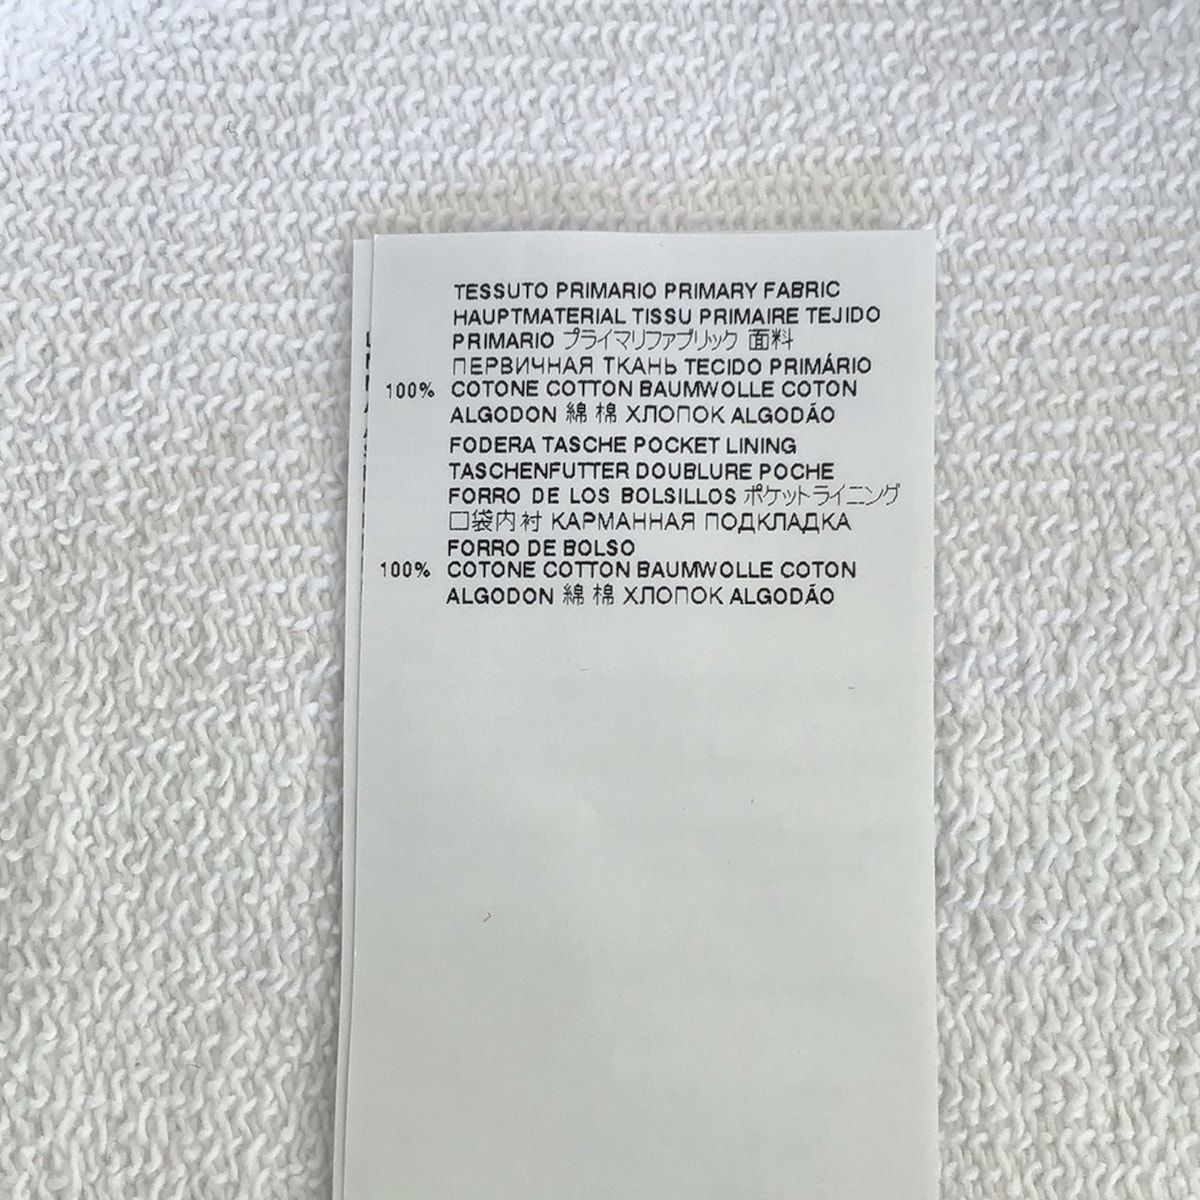 TESSUTO PRIMARIO PRIMARY FABRIC
HAUPTMATERIAL TISSU PRIMAIRE TEJIDO
PRIMARIO プライマリファブリック 面料
ПЕРВИЧНАЯ ТКАНЬ TECIDO PRIMÁRIO
100% COTONE COTTON BAUMWOLLE COTON
ALGODON 綿 棉 ХЛОПОК ALGODÃO
FODERA TASCHE POCKET LINING
TASCHENFUTTER DOUBLURE POCHE
FORRO DE LOS BOLSILLOS ポケットライニング
口袋内衬 КАРМАННАЯ ПОДКЛАДКА
FORRO DE BOLSO
100% COTONE COTTON BAUMWOLLE COTON
ALGODON 綿 棉 ХЛОПОК ALGODÃO